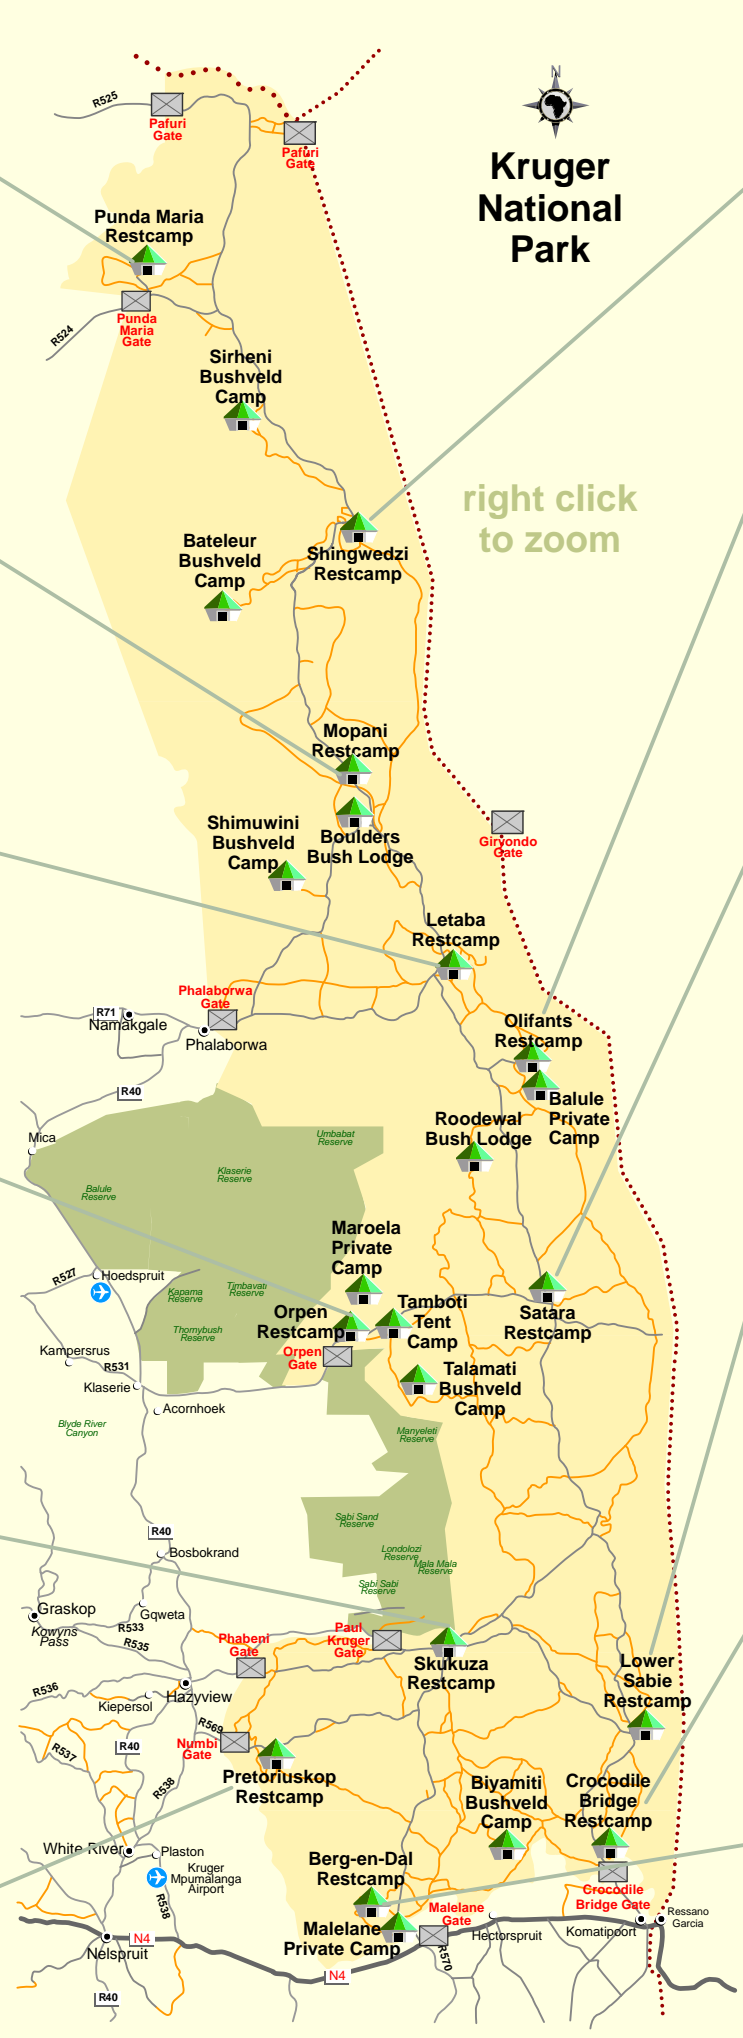 N
Kruger
National
Park
R525
Pafuri
Gate
Pafuri
Gate
Punda Maria
Restcamp
Punda
Maria
Gate
R524
Sirheni
Bushveld
Camp
right click
to zoom
Shingwedzi
Restcamp
Bateleur
Bushveld
Camp
Mopani
Restcamp
Boulders
Bush Lodge
Shimuwini
Bushveld
Camp
Giryondo
Gate
Letaba
Restcamp
Phalaborwa
Gate
R71
Namakgale
Phalaborwa
Olifants
Restcamp
Balule
Private
Camp
R40
Roodewal
Bush Lodge
Mica
Umbabat
Reserve
Klaserie
Reserve
Balule
Reserve
Maroela
Private
Camp
R527
Hoedspruit
Kapama
Reserve
Timbavati
Reserve
Thornybush
Reserve
Orpen
Restcamp
Tamboti
Tent
Camp
Satara
Restcamp
Orpen
Gate
Kampersrus
R531
Klaserie
Talamati
Bushveld
Camp
Acornhoek
Blyde River
Canyon
Manyeleti
Reserve
Sabi Sand
Reserve
R40
Bosbokrand
Londolozi
Reserve
Mala Mala
Reserve
Sabi Sabi
Reserve
Graskop
Gqweta
Kowyns
Pass
R533
R535
Phabeni
Gate
Paul
Kruger
Gate
Skukuza
Restcamp
Lower
Sabie
Restcamp
R536
Hazyview
Kiepersol
R569
Numbi
Gate
R40
R537
R538
Pretoriuskop
Restcamp
Biyamiti
Bushveld
Camp
Crocodile
Bridge
Restcamp
White River
Plaston
Kruger
Mpumalanga
Airport
R538
Berg-en-Dal
Restcamp
Crocodile
Bridge Gate
Malelane
Gate
Malelane
Private Camp
Hectorspruit
Komatipoort
Ressano
Garcia
N4
Nelspruit
R570
N4
R40